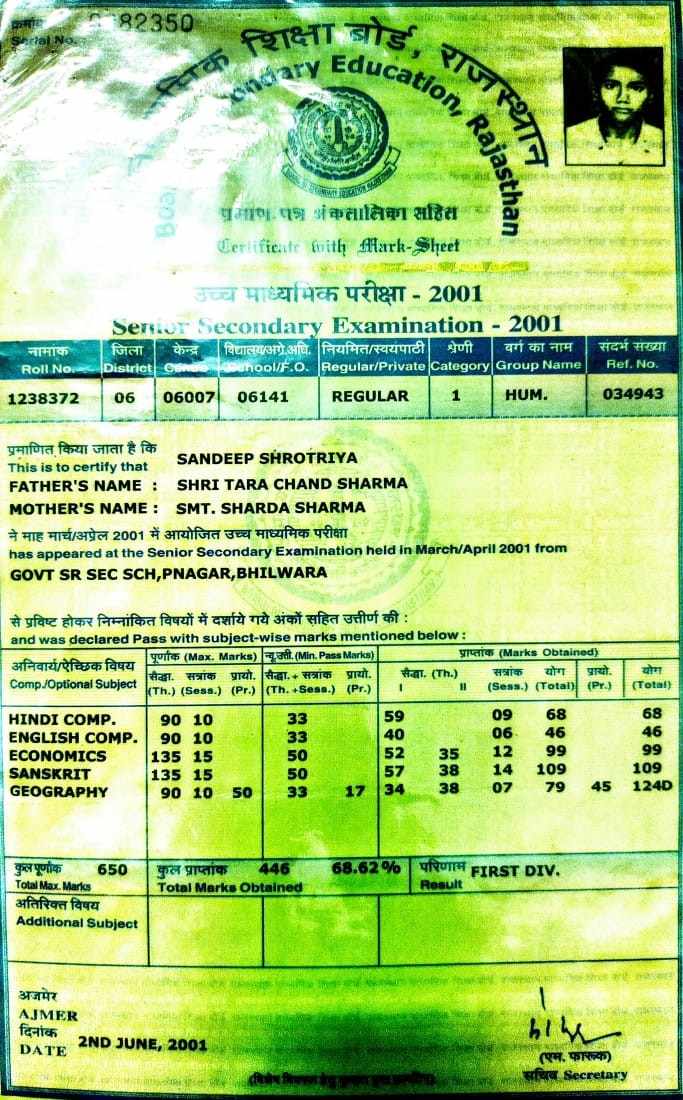 क्रमांक
Serial No. 82350
शिक्षा बोर्ड, राजस्थान
Education, Rajasthan
प्रमाण-पत्र अंकतालिका सहित
Certificate with Mark-Sheet
उच्च माध्यमिक परीक्षा - 2001
Senior Secondary Examination - 2001
नामांक जिला केन्द्र विद्यालय/अग्रे.अधि. नियमित/स्वयंपाठी श्रेणी वर्ग का नाम संदर्भ संख्या
Roll No. District School/F.O. Regular/Private Category Group Name Ref. No.
1238372 06 06007 06141 REGULAR 1 HUM. 034943
प्रमाणित किया जाता है कि
This is to certify that SANDEEP SHROTRIYA
FATHER'S NAME : SHRI TARA CHAND SHARMA
MOTHER'S NAME : SMT. SHARDA SHARMA
ने माह मार्च/अप्रेल 2001 में आयोजित उच्च माध्यमिक परीक्षा
has appeared at the Senior Secondary Examination held in March/April 2001 from
GOVT SR SEC SCH,PNAGAR,BHILWARA
से प्रविष्ट होकर निम्नांकित विषयों में दर्शाये गये अंकों सहित उत्तीर्ण की :
and was declared Pass with subject-wise marks mentioned below :
अनिवार्य/ऐच्छिक विषय पूर्णांक (Max. Marks) न्यू.उत्ती. (Min. Pass Marks) प्राप्तांक (Marks Obtained)
Comp./Optional Subject सैद्धा. सत्रांक प्रायो. सैद्धा.+ सत्रांक प्रायो. सैद्धा. (Th.) सत्रांक योग प्रायो. योग
(Th.) (Sess.) (Pr.) (Th.+Sess.) (Pr.) I II (Sess.) (Total) (Pr.) (Total)
HINDI COMP. 90 10 33 59 09 68 68
ENGLISH COMP. 90 10 33 40 06 46 46
ECONOMICS 135 15 50 52 35 12 99 99
SANSKRIT 135 15 50 57 38 14 109 109
GEOGRAPHY 90 10 50 33 17 34 38 07 79 45 124D
कुल पूर्णांक 650 कुल प्राप्तांक 446 68.62% परिणाम FIRST DIV.
Total Max. Marks Total Marks Obtained Result
अतिरिक्त विषय
Additional Subject
अजमेर
AJMER
दिनांक
DATE 2ND JUNE, 2001
(एम. फारूक)
सचिव Secretary